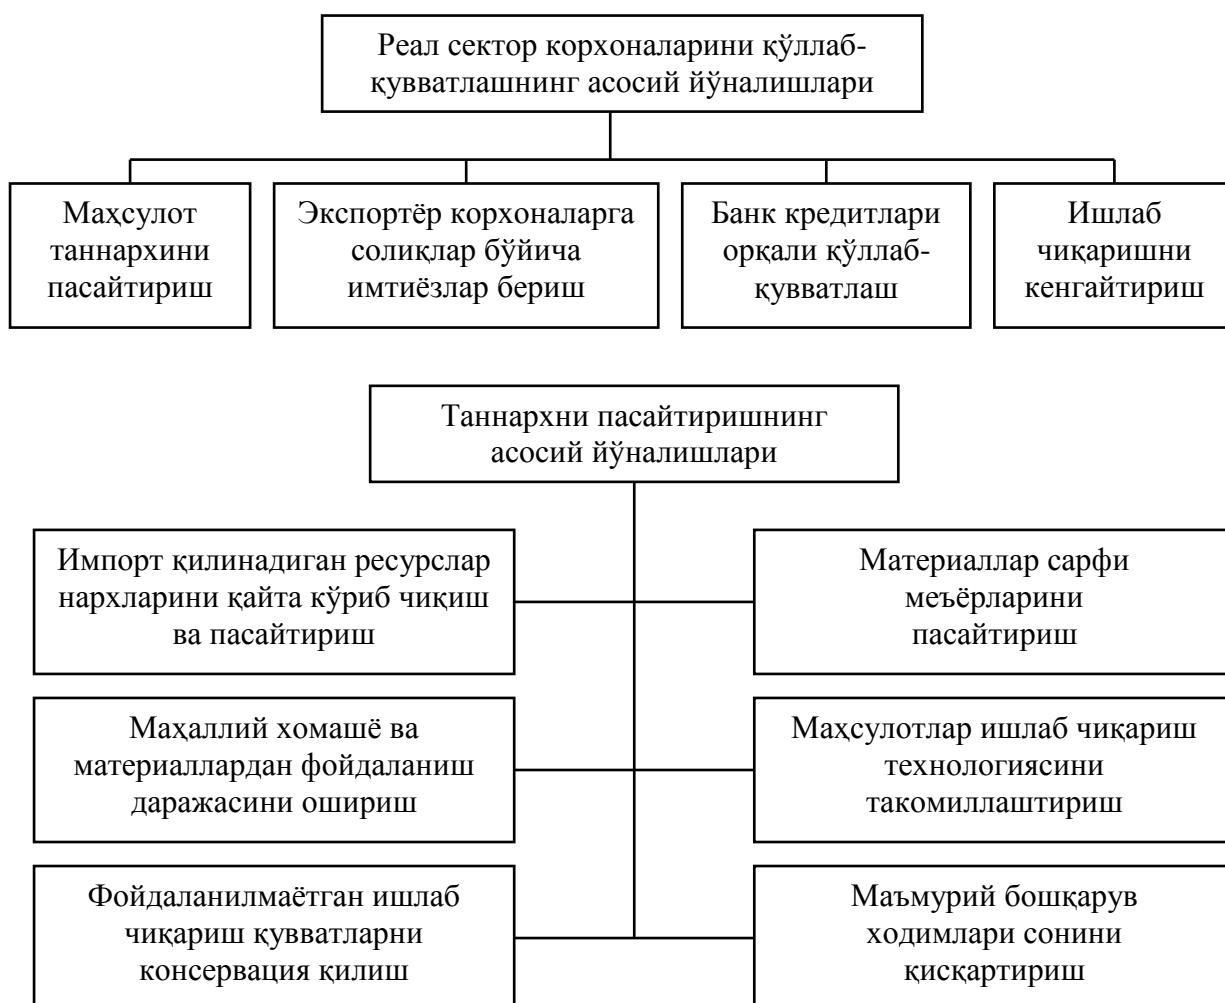 Реал сектор корхоналарини қўллаб-
қувватлашнинг асосий йўналишлари
Маҳсулот
таннархини
пасайтириш
Экспортёр корхоналарга
солиқлар бўйича
имтиёзлар бериш
Банк кредитлари
орқали қўллаб-
қувватлаш
Ишлаб
чиқаришни
кенгайтириш
Таннархни пасайтиришнинг
асосий йўналишлари
Импорт қилинадиган ресурслар
нархларини қайта кўриб чиқиш
ва пасайтириш
Материаллар сарфи
меъёрларини
пасайтириш
Маҳаллий хомашё ва
материаллардан фойдаланиш
даражасини ошириш
Маҳсулотлар ишлаб чиқариш
технологиясини
такомиллаштириш
Фойдаланилмаётган ишлаб
чиқариш қувватларни
консервация қилиш
Маъмурий бошқарув
ходимлари сонини
қисқартириш